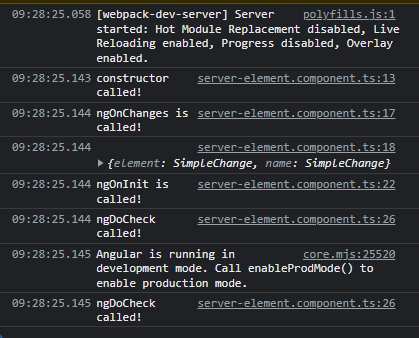 09:28:25.058 [webpack-dev-server] Server polyfills.js:1
started: Hot Module Replacement disabled, Live
Reloading enabled, Progress disabled, Overlay
enabled.
09:28:25.143 constructor server-element.component.ts:13
called!
09:28:25.144 ngOnChanges is server-element.component.ts:17
called!
09:28:25.144 server-element.component.ts:18
{element: SimpleChange, name: SimpleChange}
09:28:25.144 ngOnInit is server-element.component.ts:22
called!
09:28:25.144 ngDoCheck server-element.component.ts:26
called!
09:28:25.145 Angular is running in core.mjs:25520
development mode. Call enableProdMode() to
enable production mode.
09:28:25.145 ngDoCheck server-element.component.ts:26
called!